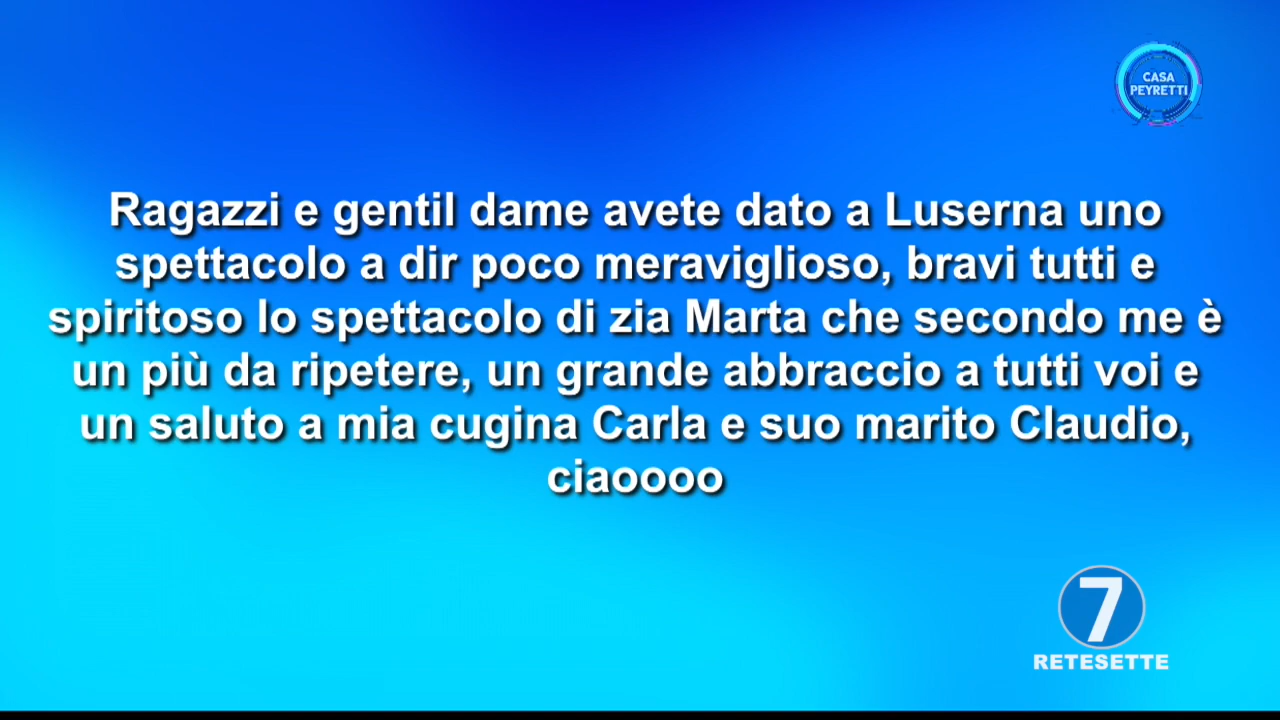 CASA
PEYRETTI
Ragazzi e gentil dame avete dato a Luserna uno
spettacolo a dir poco meraviglioso, bravi tutti e
spiritoso lo spettacolo di zia Marta che secondo me è
un più da ripetere, un grande abbraccio a tutti voi e
un saluto a mia cugina Carla e suo marito Claudio,
ciaoooo
7
RETESETTE